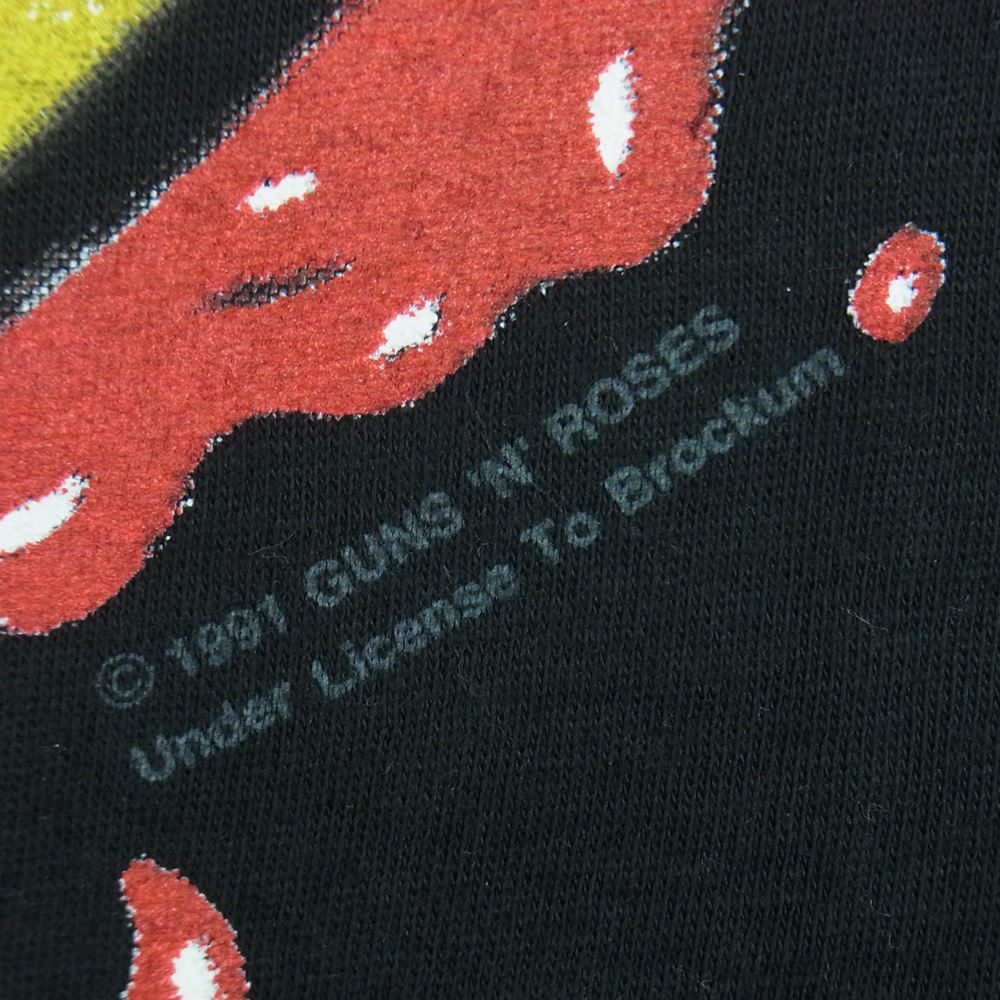 © 1991 GUNS 'N' ROSES
Under License To Brockum